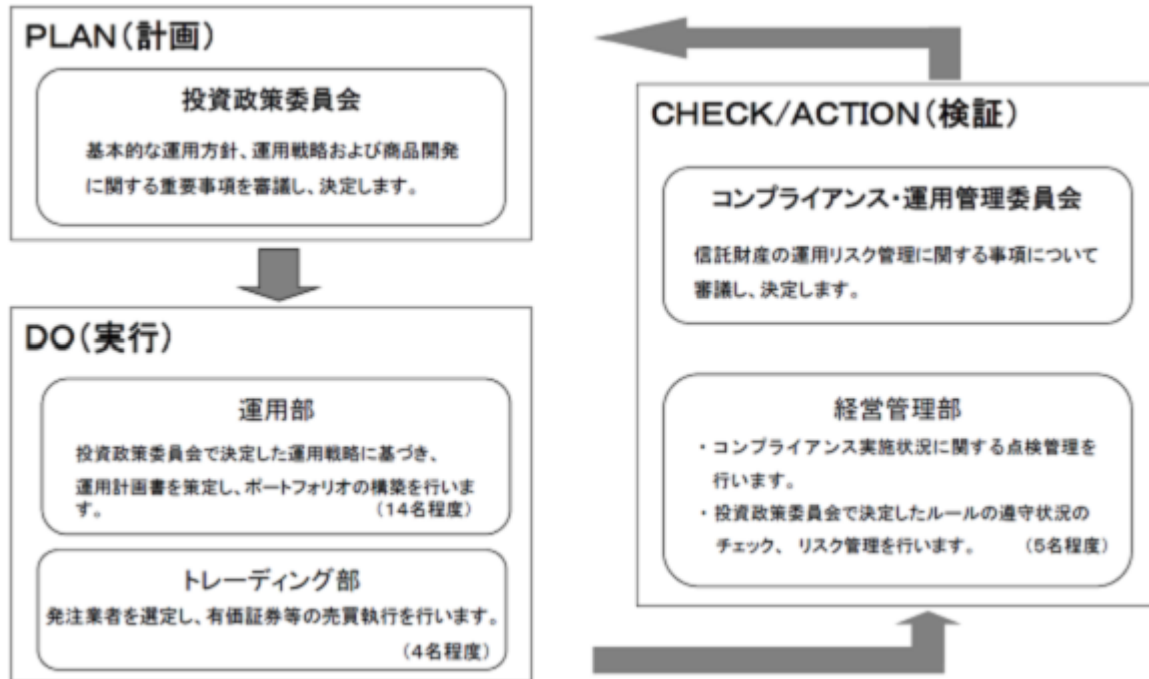 PLAN(計画)
投資政策委員会
基本的な運用方針、運用戦略および商品開発
に関する重要事項を審議し、決定します。
DO(実行)
運用部
投資政策委員会で決定した運用戦略に基づき、
運用計画書を策定し、ポートフォリオの構築を行いま
す。 (14名程度)
トレーディング部
発注業者を選定し、有価証券等の売買執行を行います。
(4名程度)
CHECK/ACTION(検証)
コンプライアンス・運用管理委員会
信託財産の運用リスク管理に関する事項について
審議し、決定します。
経営管理部
・コンプライアンス実施状況に関する点検管理を
行います。
・投資政策委員会で決定したルールの遵守状況の
チェック、 リスク管理を行います。 (5名程度)